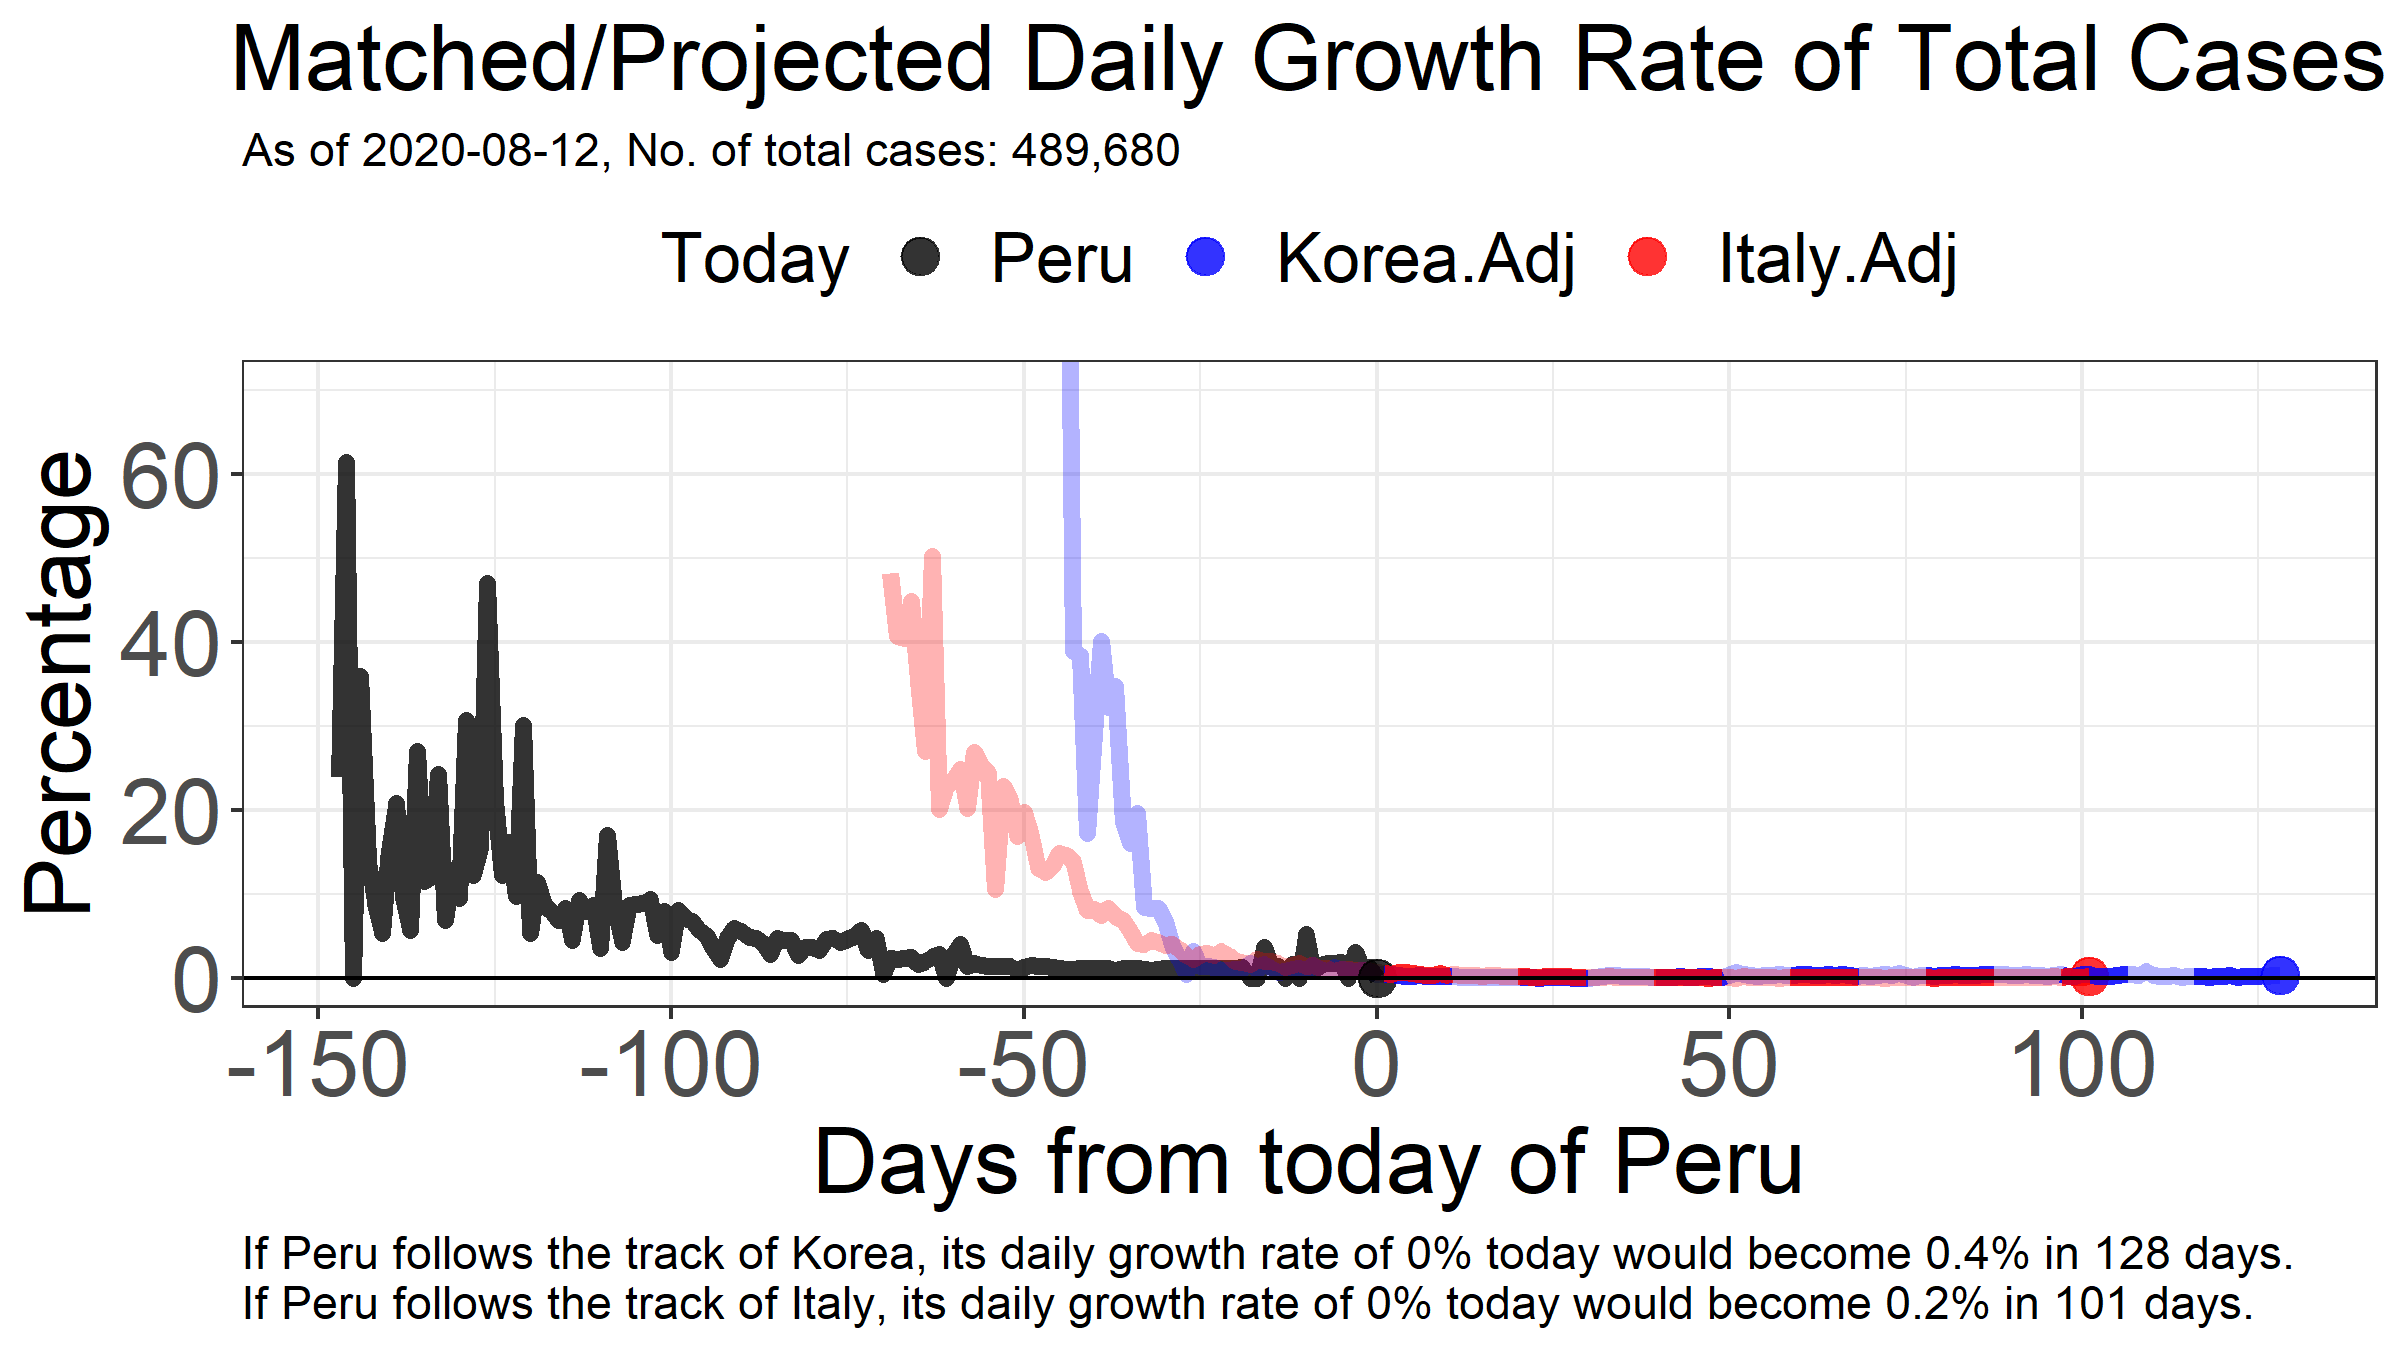 Matched/Projected Daily Growth Rate of Total Cases
As of 2020-08-12, No. of total cases: 489,680
Today Peru Korea.Adj Italy.Adj
Percentage
60
40
20
0
-150 -100 -50 0 50 100
Days from today of Peru
If Peru follows the track of Korea, its daily growth rate of 0% today would become 0.4% in 128 days.
If Peru follows the track of Italy, its daily growth rate of 0% today would become 0.2% in 101 days.